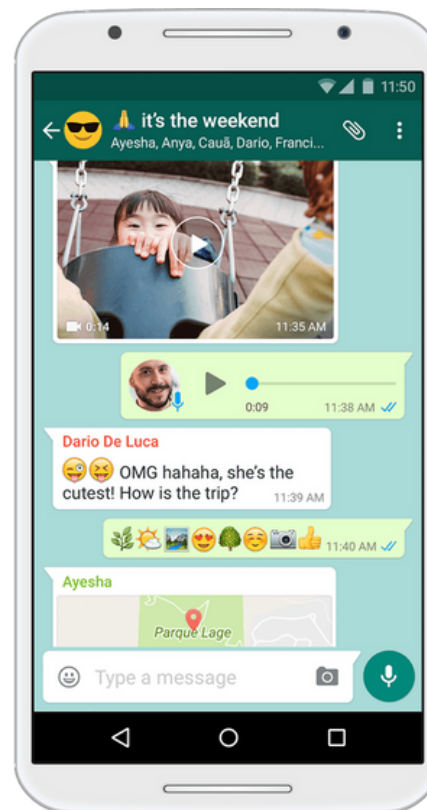 11:50
🙏 it's the weekend
Ayesha, Anya, Cauã, Dario, Franci...
0:14 11:35 AM
0:09 11:38 AM
Dario De Luca
😜😝 OMG hahaha, she's the
cutest! How is the trip?
11:39 AM
🌿🌤🏞😍🌳☺📷👍 11:40 AM
Ayesha
Parque Lage
Type a message